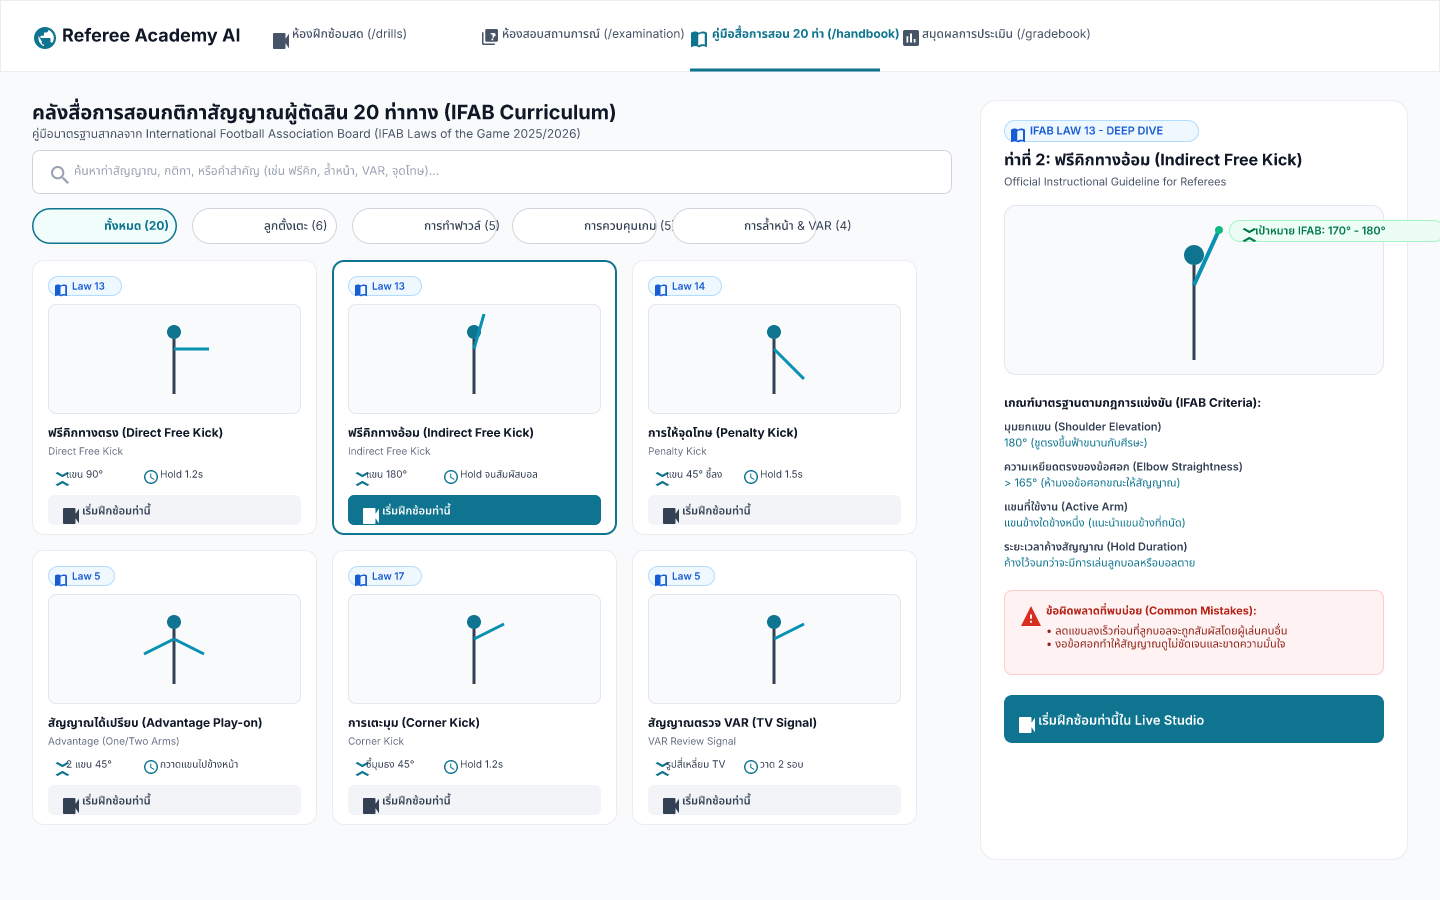 Referee Academy AI
ห้องฝึกซ้อมสด (/drills)
ห้องสอบสถานการณ์ (/examination)
คู่มือสื่อการสอน 20 ท่า (/handbook)
สมุดผลการประเมิน (/gradebook)
คลังสื่อการสอนกติกาสัญญาณผู้ตัดสิน 20 ท่าทาง (IFAB Curriculum)
คู่มือมาตรฐานสากลจาก International Football Association Board (IFAB Laws of the Game 2025/2026)
ค้นหาท่าสัญญาณ, กติกา, หรือคำสำคัญ (เช่น ฟรีคิก, ล้ำหน้า, VAR, จุดโทษ)...
ทั้งหมด (20)
ลูกตั้งเตะ (6)
การทำฟาวล์ (5)
การควบคุมเกม (5)
การล้ำหน้า & VAR (4)
Law 13
ฟรีคิกทางตรง (Direct Free Kick)
Direct Free Kick
แขน 90°
Hold 1.2s
เริ่มฝึกซ้อมท่านี้
Law 13
ฟรีคิกทางอ้อม (Indirect Free Kick)
Indirect Free Kick
แขน 180°
Hold จนสัมผัสบอล
เริ่มฝึกซ้อมท่านี้
Law 14
การให้จุดโทษ (Penalty Kick)
Penalty Kick
แขน 45° ชี้ลง
Hold 1.5s
เริ่มฝึกซ้อมท่านี้
Law 5
สัญญาณได้เปรียบ (Advantage Play-on)
Advantage (One/Two Arms)
2 แขน 45°
กวาดแขนไปข้างหน้า
เริ่มฝึกซ้อมท่านี้
Law 17
การเตะมุม (Corner Kick)
Corner Kick
ชี้มุมธง 45°
Hold 1.2s
เริ่มฝึกซ้อมท่านี้
Law 5
สัญญาณตรวจ VAR (TV Signal)
VAR Review Signal
รูปสี่เหลี่ยม TV
วาด 2 รอบ
เริ่มฝึกซ้อมท่านี้
IFAB LAW 13 - DEEP DIVE
ท่าที่ 2: ฟรีคิกทางอ้อม (Indirect Free Kick)
Official Instructional Guideline for Referees
เป้าหมาย IFAB: 170° - 180°
เกณฑ์มาตรฐานตามกฎการแข่งขัน (IFAB Criteria):
มุมยกแขน (Shoulder Elevation)
180° (ชูตรงขึ้นฟ้าขนานกับศีรษะ)
ความเหยียดตรงของข้อศอก (Elbow Straightness)
> 165° (ห้ามงอข้อศอกขณะให้สัญญาณ)
แขนที่ใช้งาน (Active Arm)
แขนข้างใดข้างหนึ่ง (แนะนำแขนข้างที่ถนัด)
ระยะเวลาค้างสัญญาณ (Hold Duration)
ค้างไว้จนกว่าจะมีการเล่นลูกบอลหรือบอลตาย
ข้อผิดพลาดที่พบบ่อย (Common Mistakes):
• ลดแขนลงเร็วก่อนที่ลูกบอลจะถูกสัมผัสโดยผู้เล่นคนอื่น
• งอข้อศอกทำให้สัญญาณดูไม่ชัดเจนและขาดความมั่นใจ
เริ่มฝึกซ้อมท่านี้ใน Live Studio